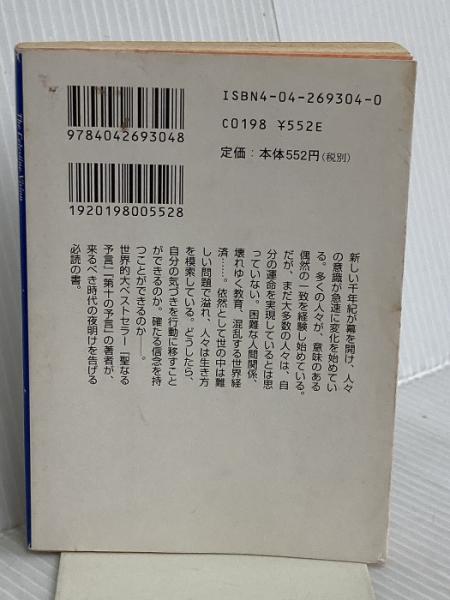 The Celestine Vision
ISBN4-04-269304-0
C0198 ¥552E
定価：本体552円（税別）
9784042693048
1920198005528
新しい千年紀が幕を開け、人々
の意識が急速に変化を始めてい
る。多くの人々が、意味のある
偶然の一致を経験し始めている。
だが、まだ大多数の人々は、自
分の運命を実現しているとは思
っていない。困難な人間関係、
壊れゆく教育、混乱する世界経
済……。依然として世の中は難
しい問題で溢れ、人々は生き方
を模索している。どうしたら、
自分の気づきを行動に移すこと
ができるのか。確たる信念を持
つことができるのか――。
世界的大ベストセラー『聖なる
予言』『第十の予言』の著者が、
来るべき時代の夜明けを告げる
必読の書。